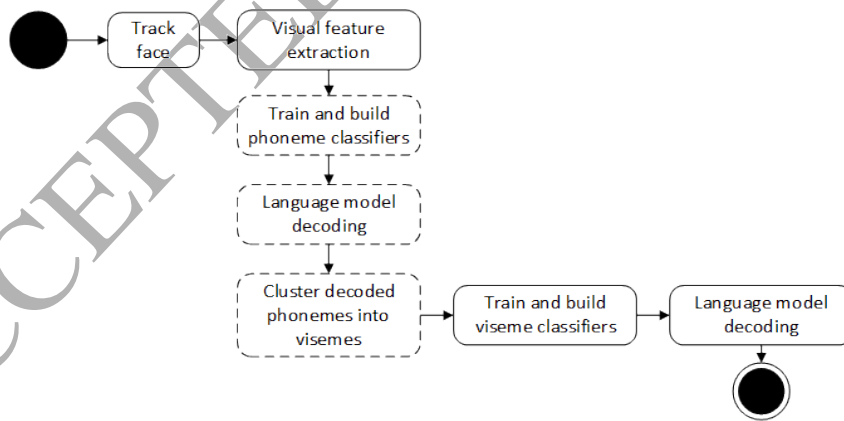 Track
face
Visual feature
extraction
Train and build
phoneme classifiers
Language model
decoding
Cluster decoded
phonemes into
visemes
Train and build
viseme classifiers
Language model
decoding
CCEPTE